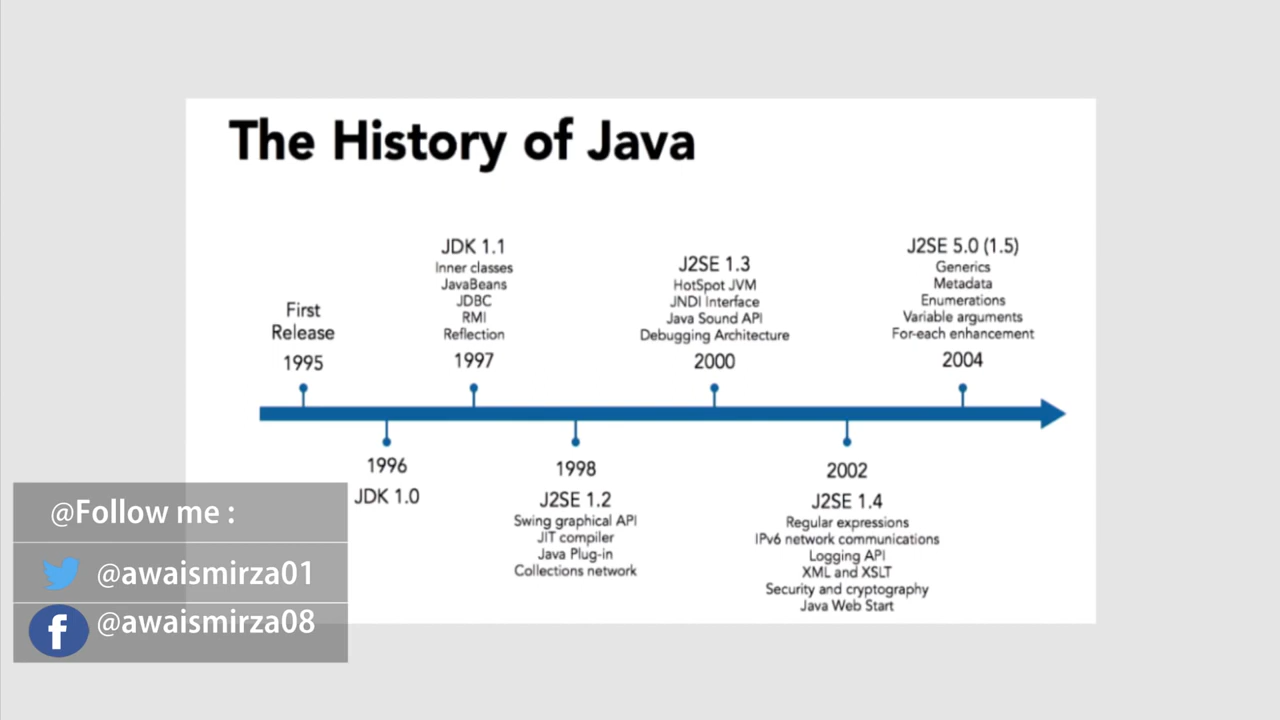 The History of Java
First
Release
1995
JDK 1.1
Inner classes
JavaBeans
JDBC
RMI
Reflection
1997
J2SE 1.3
HotSpot JVM
JNDI Interface
Java Sound API
Debugging Architecture
2000
J2SE 5.0 (1.5)
Generics
Metadata
Enumerations
Variable arguments
For-each enhancement
2004
1996
JDK 1.0
1998
J2SE 1.2
Swing graphical API
JIT compiler
Java Plug-in
Collections network
2002
J2SE 1.4
Regular expressions
IPv6 network communications
Logging API
XML and XSLT
Security and cryptography
Java Web Start
@Follow me :
@awaismirza01
f
@awaismirza08